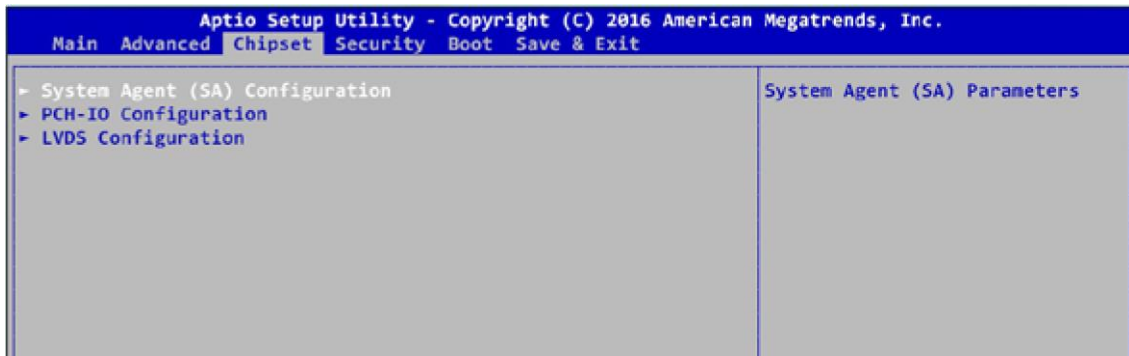 Aptio Setup Utility - Copyright (C) 2016 American Megatrends, Inc.
Main Advanced Chipset Security Boot Save & Exit
► System Agent (SA) Configuration
► PCH-IO Configuration
► LVDS Configuration
System Agent (SA) Parameters